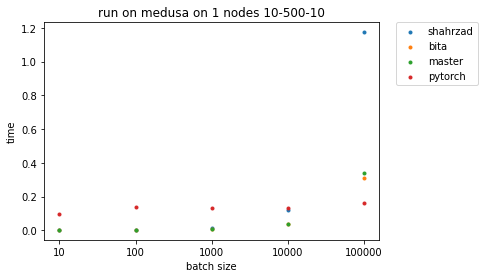 run on medusa on 1 nodes 10-500-10
shahrzad
bita
master
pytorch
time
1.2
1.0
0.8
0.6
0.4
0.2
0.0
10
100
1000
10000
100000
batch size